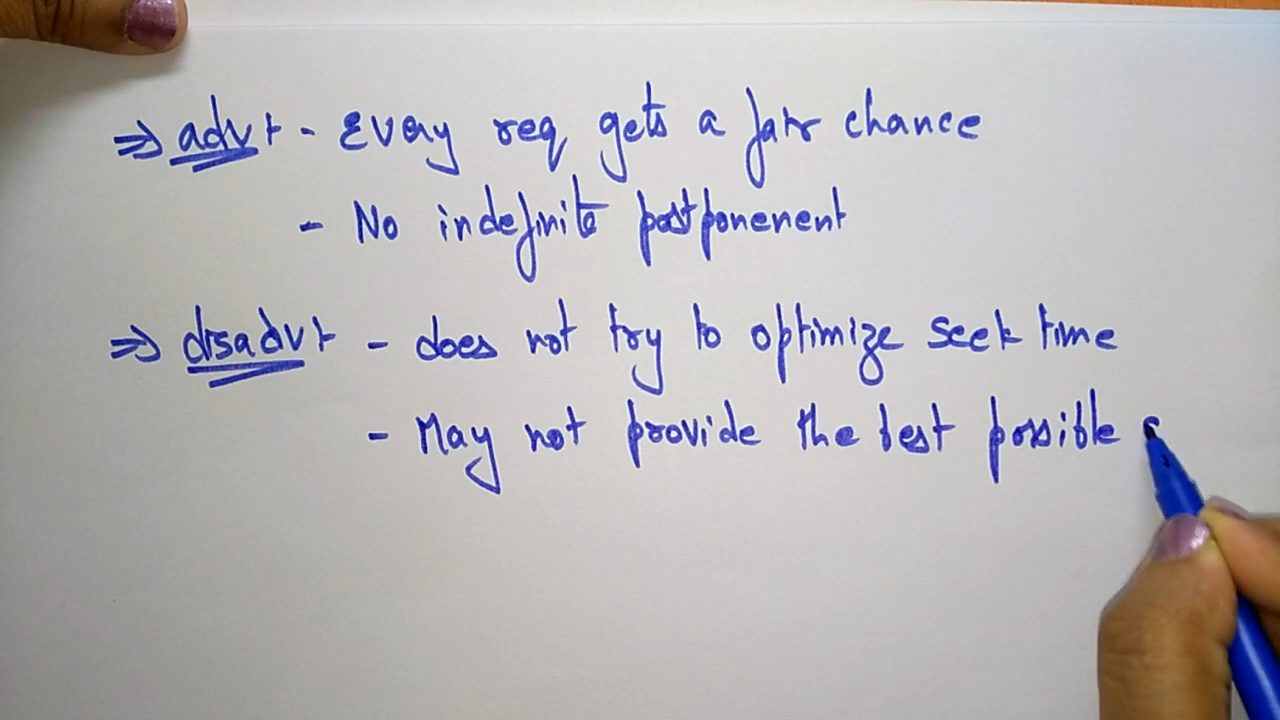 ⇒ advt - Every req gets a fair chance
- No indefinite postponement
⇒ disadvt - does not try to optimize seek time
- May not provide the best possible s